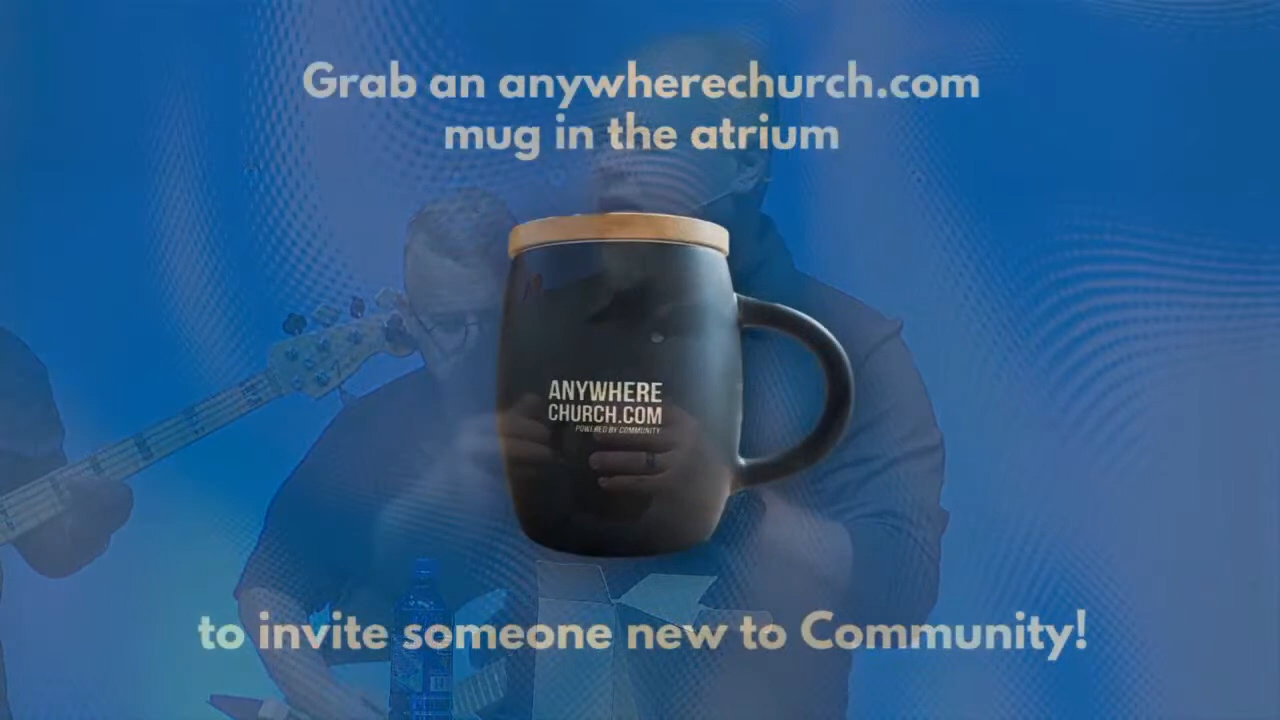 Grab an anywherechurch.com
mug in the atrium
ANYWHERE
CHURCH.COM
POWERED BY COMMUNITY
to invite someone new to Community!